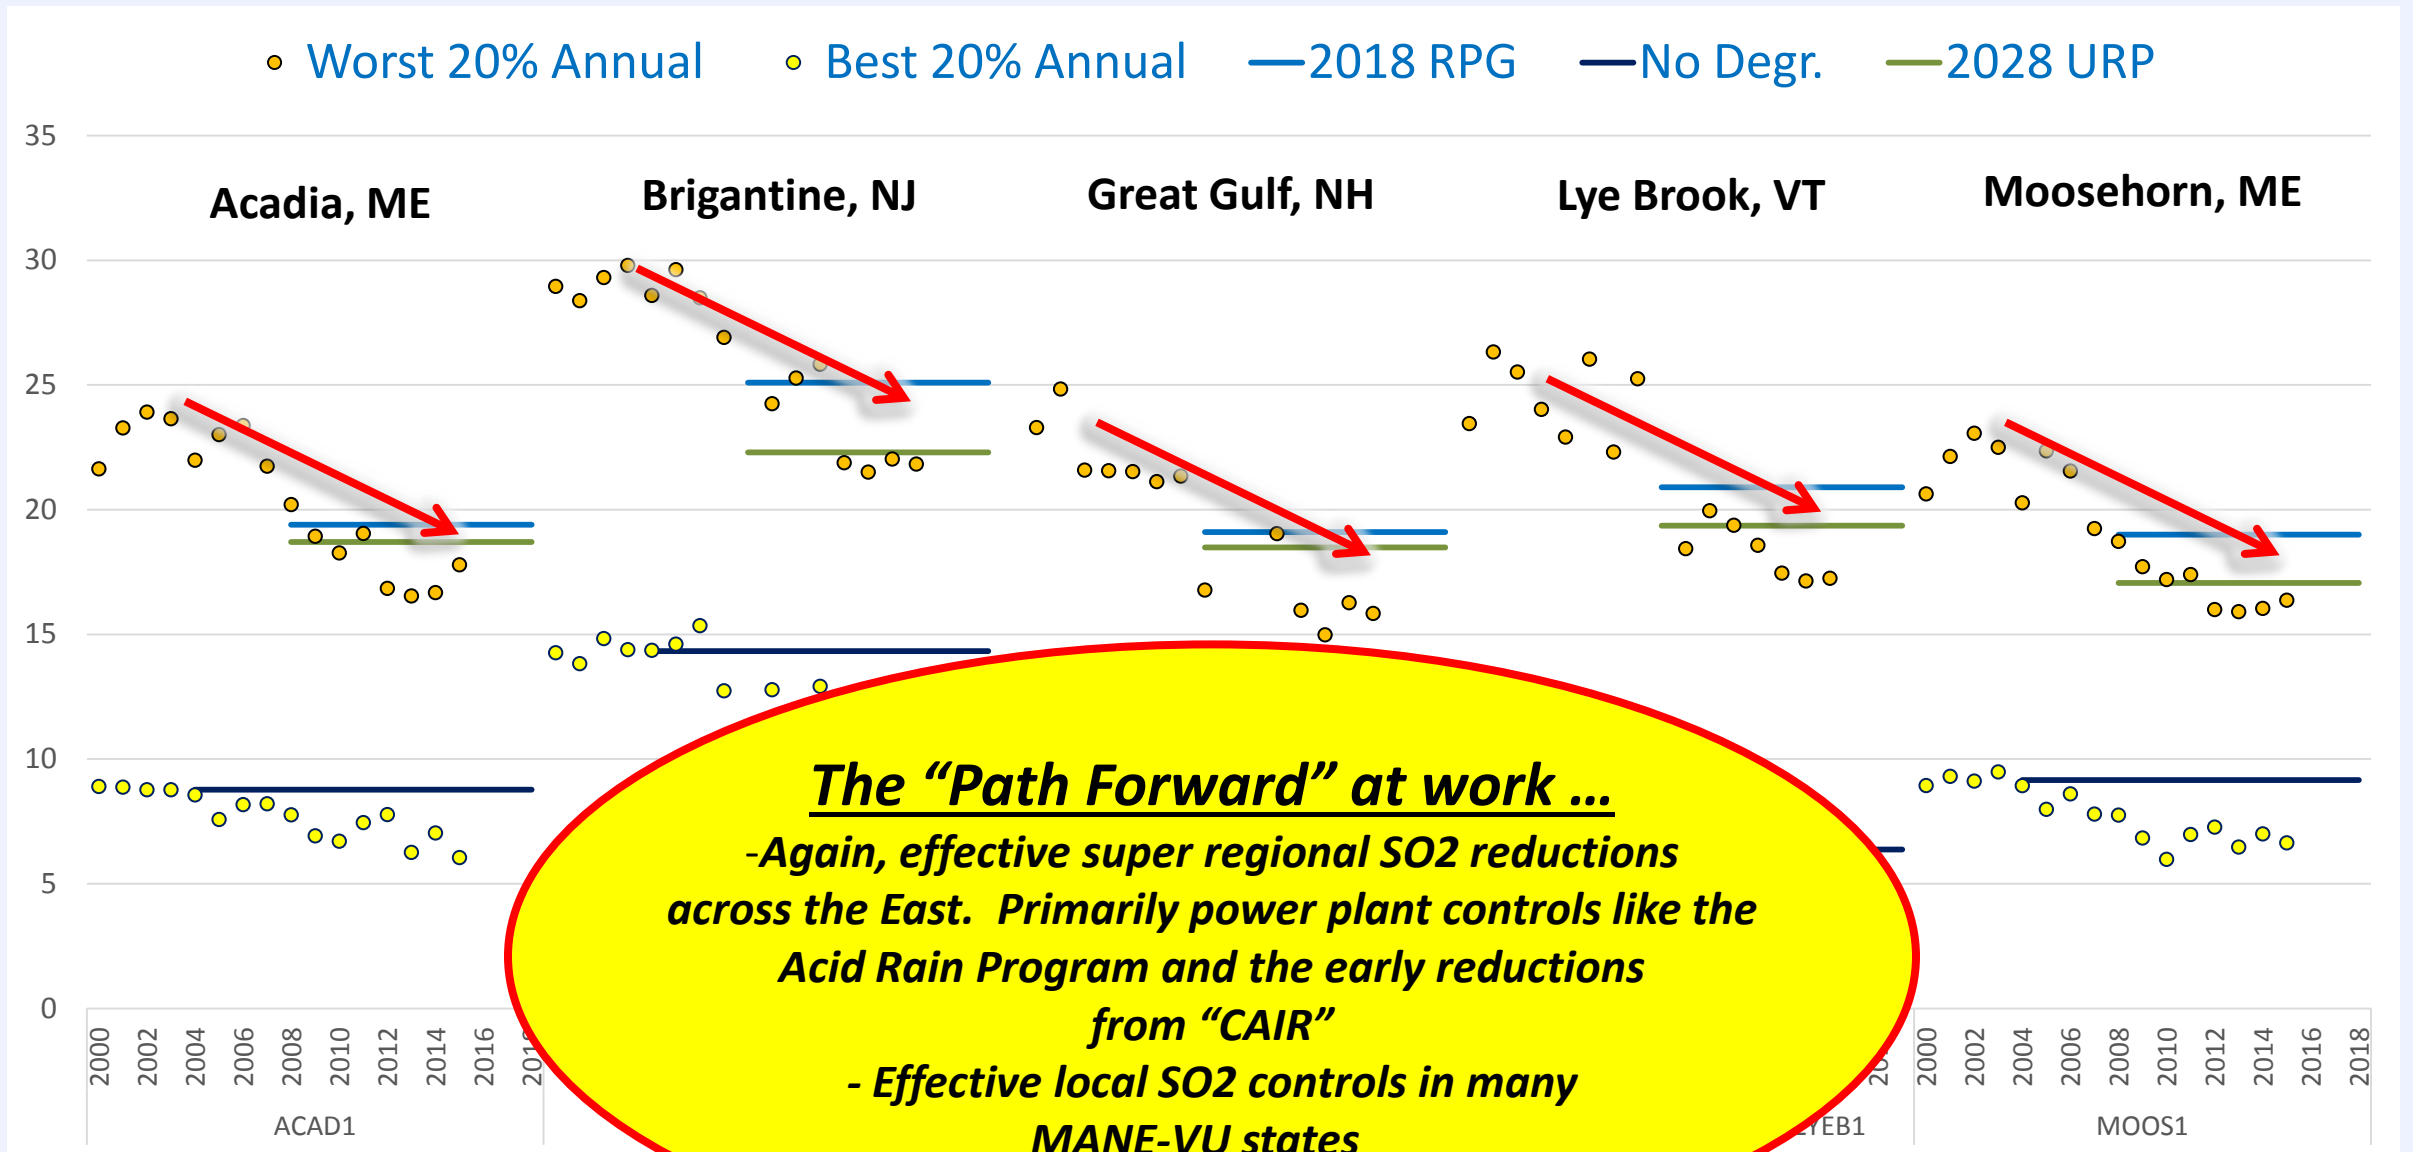 Worst 20% Annual Best 20% Annual 2018 RPG No Degr. 2028 URP
35
Acadia, ME Brigantine, NJ Great Gulf, NH Lye Brook, VT Moosehorn, ME
30
25
20
15
10
5
0
The “Path Forward” at work …
-Again, effective super regional SO2 reductions
across the East.  Primarily power plant controls like the
Acid Rain Program and the early reductions
from “CAIR”
- Effective local SO2 controls in many
MANE-VU states
2000 2002 2004 2006 2008 2010 2012 2014 2016
2000 2002 2004 2006 2008 2010 2012 2014 2016 2018
ACAD1 MOOS1